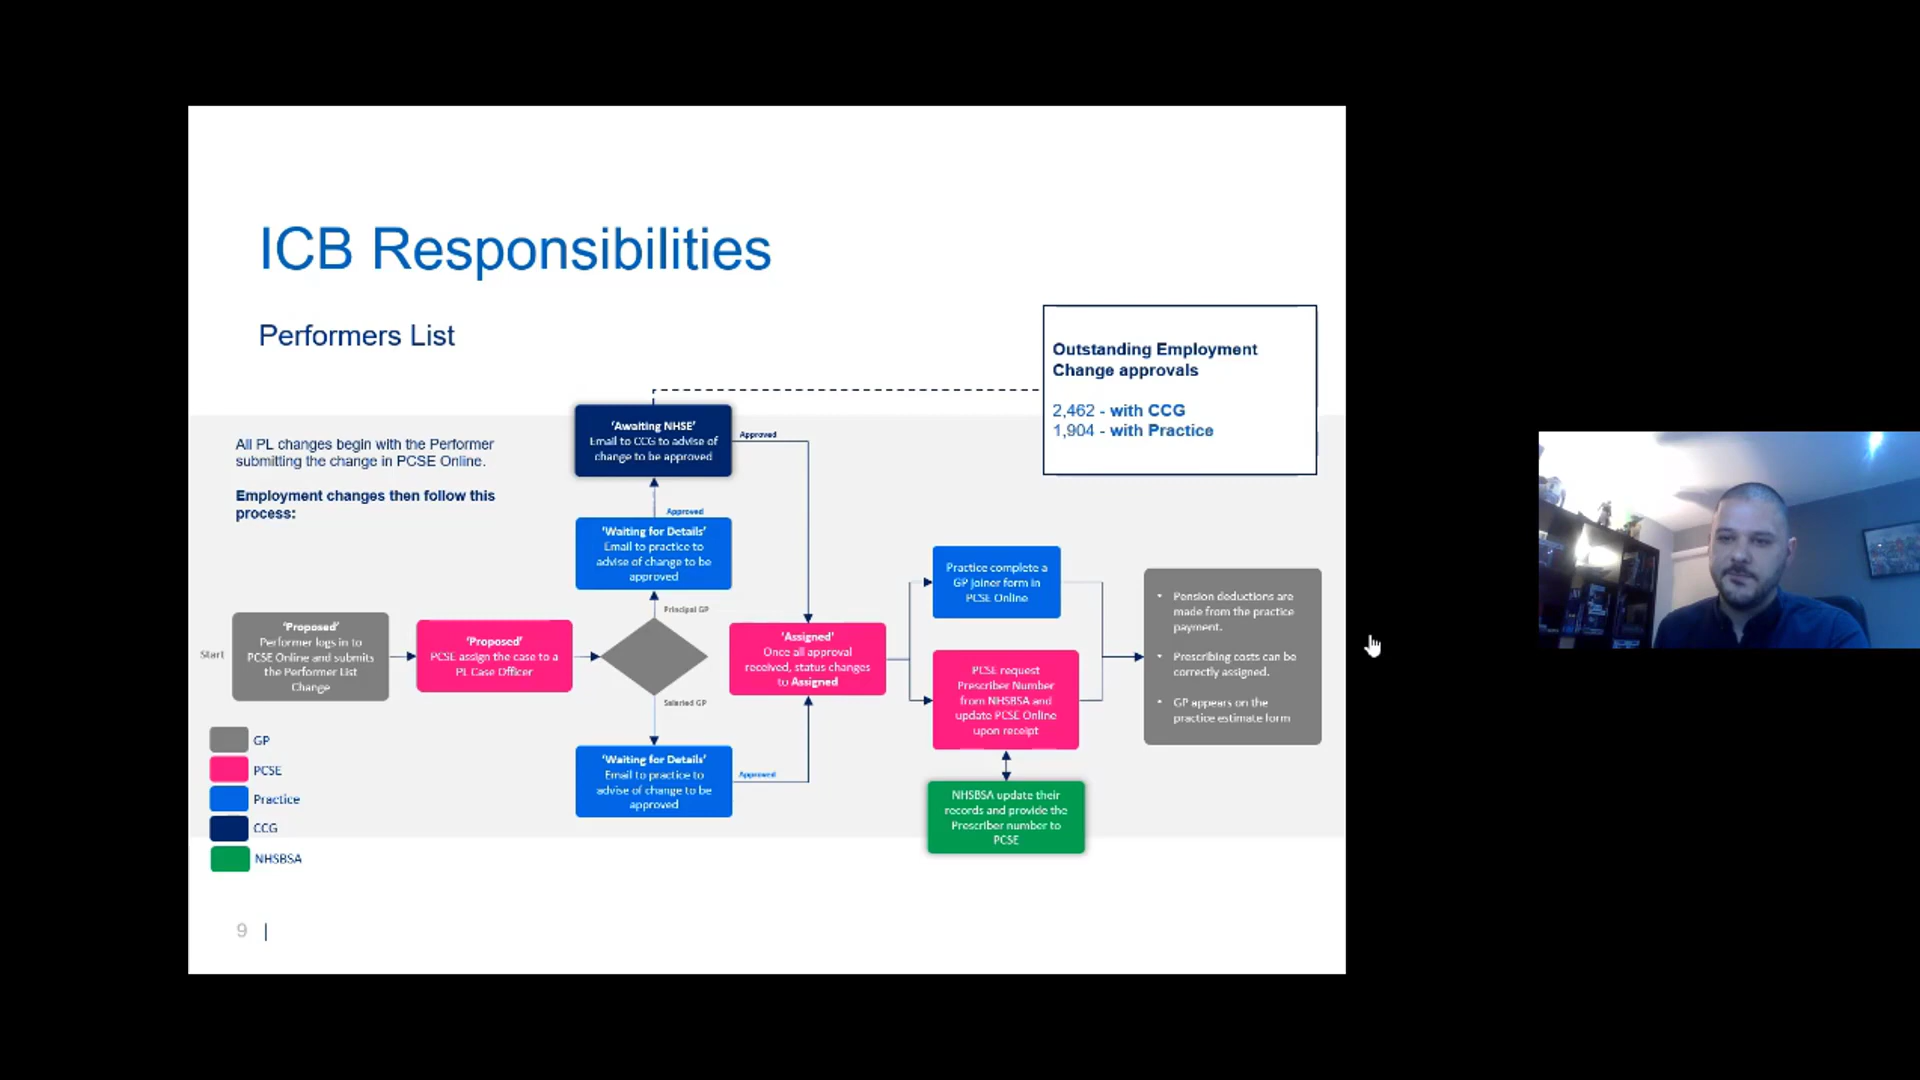 ICB Responsibilities
Performers List
Outstanding Employment
Change approvals
2,462 - with CCG
1,904 - with Practice
All PL changes begin with the Performer
submitting the change in PCSE Online.
Employment changes then follow this
process:
'Awaiting NHSE'
Email to CCG to advise of
change to be approved
Approved
Approved
'Waiting for Details'
Email to practice to
advise of change to be
approved
Principal GP
Start
'Proposed'
Performer logs in to
PCSE Online and submits
the Performer List
Change
'Proposed'
PCSE assign the case to a
PL Case Officer
Salaried GP
'Waiting for Details'
Email to practice to
advise of change to be
approved
Approved
'Assigned'
Once all approval
received, status changes
to Assigned
Practice complete a
GP joiner form in
PCSE Online
PCSE request
Prescriber Number
from NHSBSA and
update PCSE Online
upon receipt
NHSBSA update their
records and provide the
Prescriber number to
PCSE
• Pension deductions are
made from the practice
payment.
• Prescribing costs can be
correctly assigned.
• GP appears on the
practice estimate form
GP
PCSE
Practice
CCG
NHSBSA
9 |